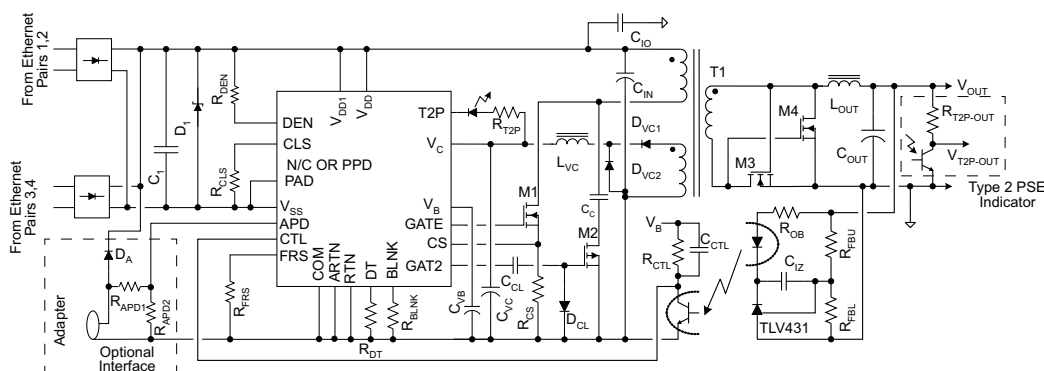 From Ethernet
Pairs 1,2
From Ethernet
Pairs 3,4
C1
D1
RDEN
RCLS
DEN
CLS
N/C OR PPD
PAD
VSS
APD
CTL
FRS
VDD1
VDD
T2P
VC
VB
GATE
CS
GAT2
COM
ARTN
RTN
DT
BLNK
Adapter
DA
RAPD1
RAPD2
Optional
Interface
RFRS
RDT
RBLNK
CVB
CVC
CCL
RCS
DCL
RT2P
LVC
DVC1
DVC2
M1
M2
CC
CIO
CIN
T1
M3
M4
LOUT
COUT
VOUT
RT2P-OUT
VT2P-OUT
Type 2 PSE
Indicator
VB
RCTL
CCTL
ROB
CIZ
RFBU
RFBL
TLV431